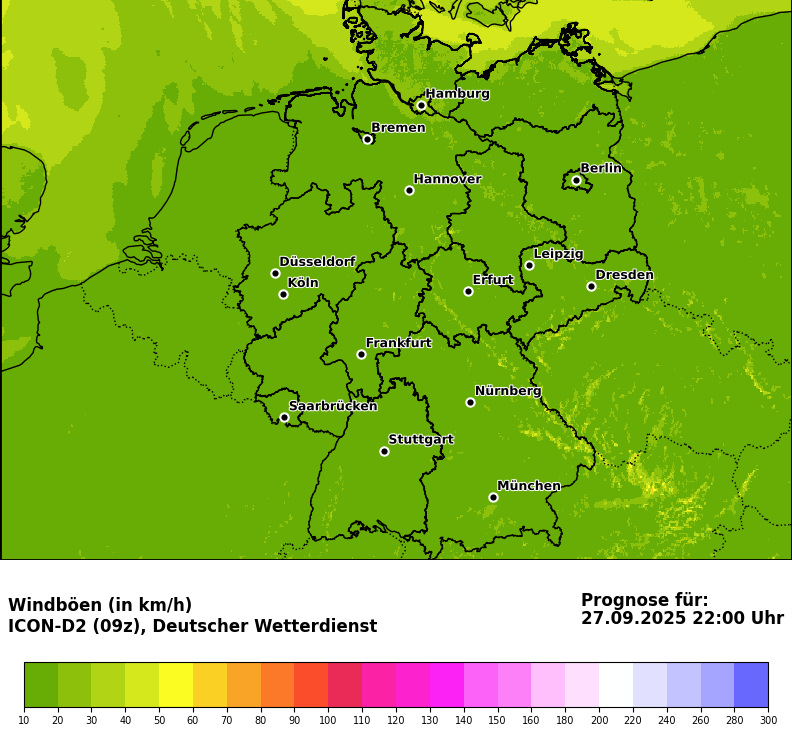 Hamburg
Bremen
Hannover
Berlin
Düsseldorf
Köln
Leipzig
Dresden
Erfurt
Frankfurt
Nürnberg
Saarbrücken
Stuttgart
München
Windböen (in km/h)
ICON-D2 (09z), Deutscher Wetterdienst
Prognose für:
27.09.2025 22:00 Uhr
10 20 30 40 50 60 70 80 90 100 110 120 130 140 150 160 180 200 220 240 260 280 300